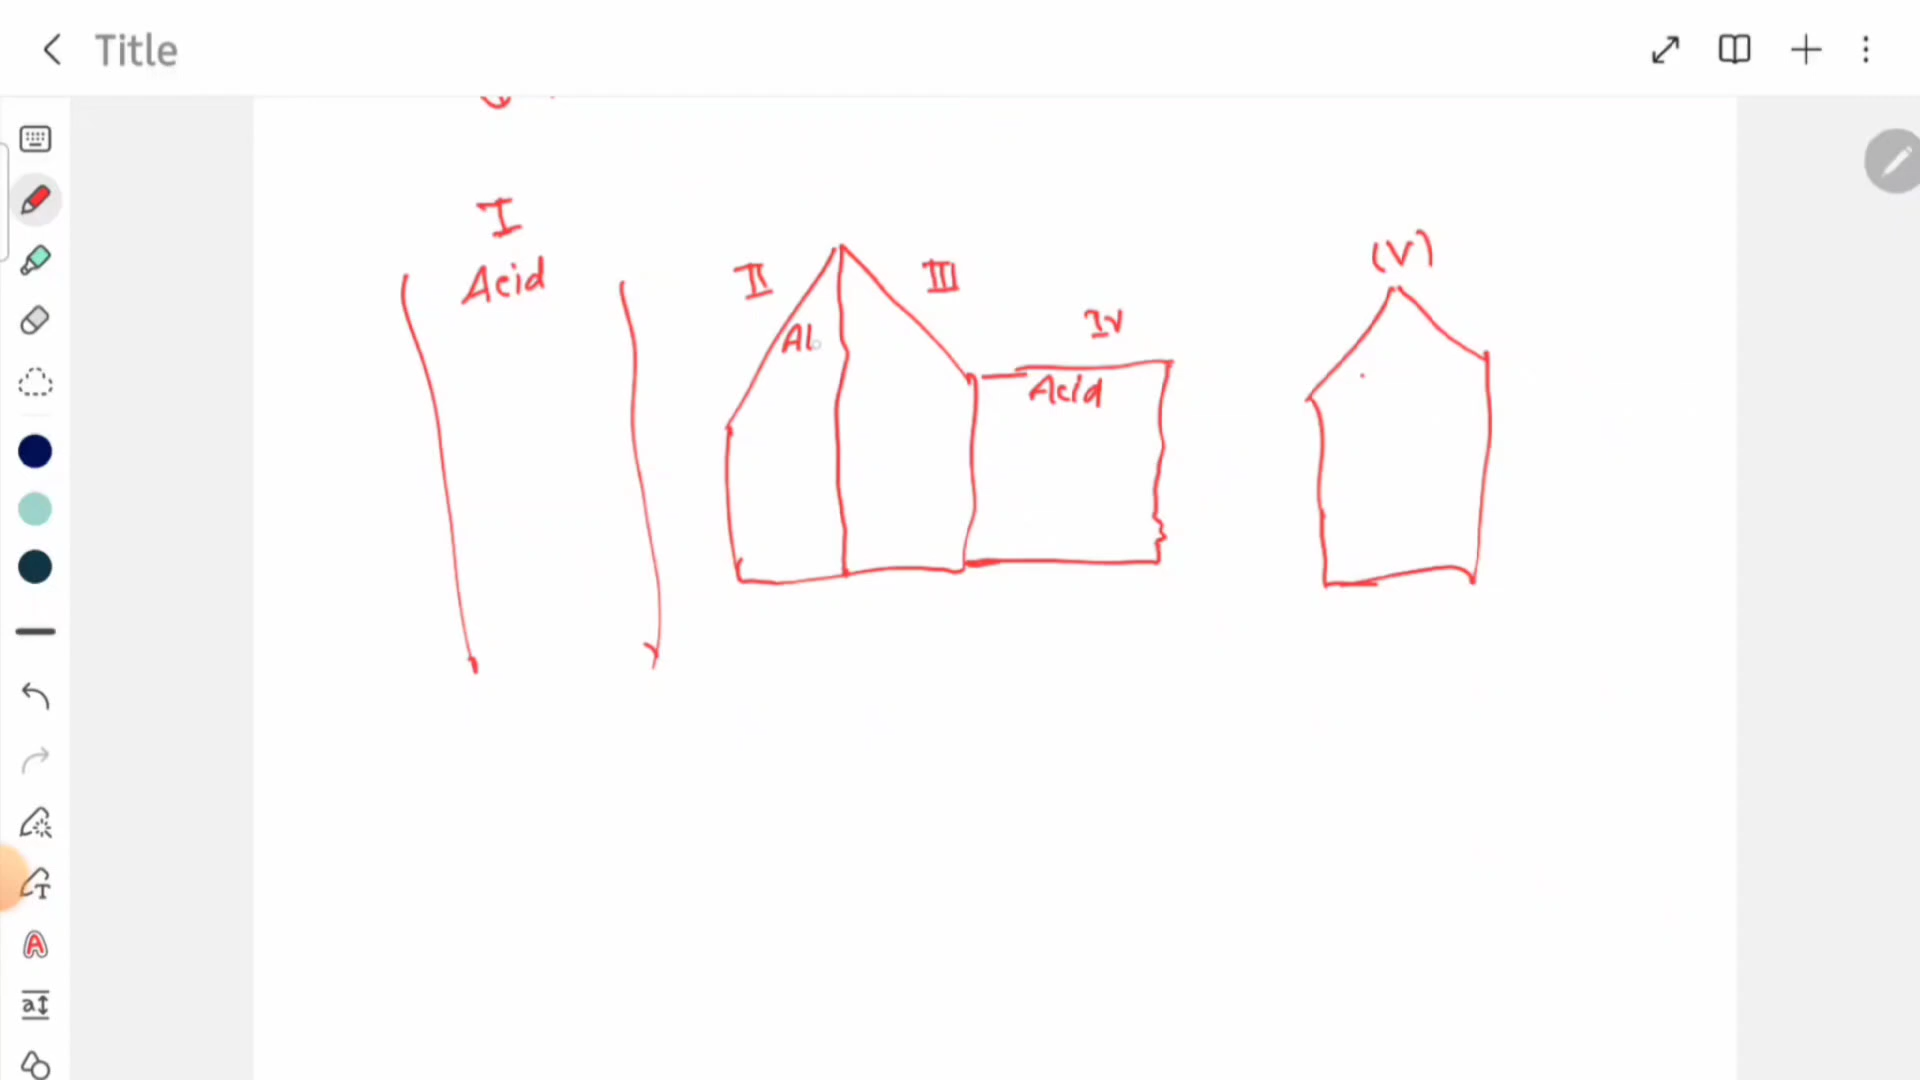 Title
I
Acid
II
III
(V)
Al
IV
Acid